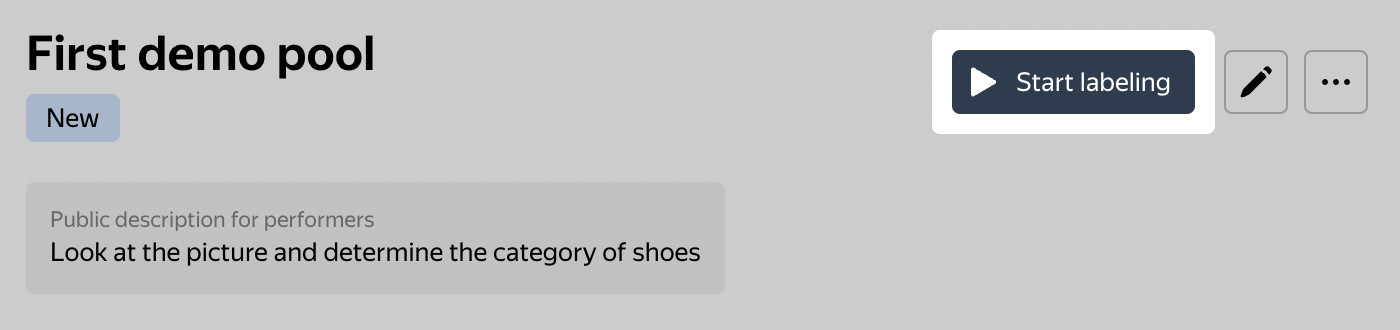 First demo pool
Start labeling
New
Public description for performers
Look at the picture and determine the category of shoes